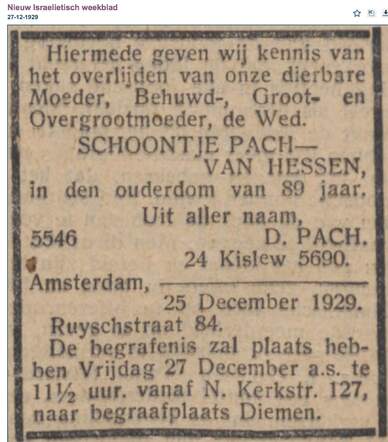 Nieuw Israelietisch weekblad
27-12-1929
Hiermede geven wij kennis van
het overlijden van onze dierbare
Moeder, Behuwd-, Groot- en
Overgrootmoeder, de Wed.
SCHOONTJE PACH—
VAN HESSEN,
in den ouderdom van 89 jaar.
Uit aller naam,
5546 D. PACH.
24 Kislew 5690.
Amsterdam,
25 December 1929.
Ruyschstraat 84.
De begrafenis zal plaats heb-
ben Vrijdag 27 December a.s. te
11½ uur. vanaf N. Kerkstr. 127,
naar begraafplaats Diemen.